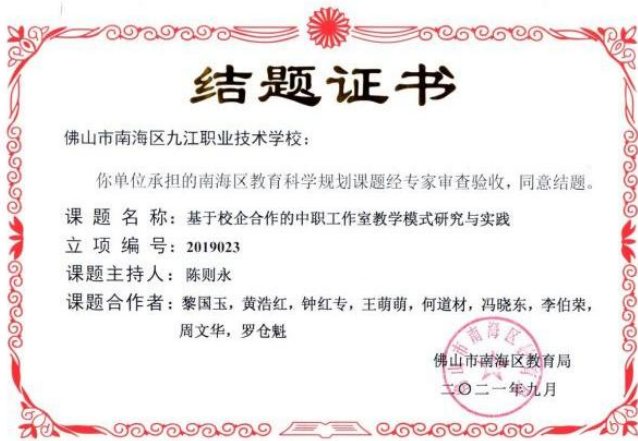 结题证书
佛山市南海区九江职业技术学校：
你单位承担的南海区教育科学规划课题经专家审查验收，同意结题。
课题名称：基于校企合作的中职工作室教学模式研究与实践
立项编号：2019023
课题主持人：陈则永
课题合作者：黎国玉，黄浩红，钟红专，王萌萌，何道材，冯晓东，李伯荣，
周文华，罗仓魁
佛山市南海区教育局
二〇二一年九月